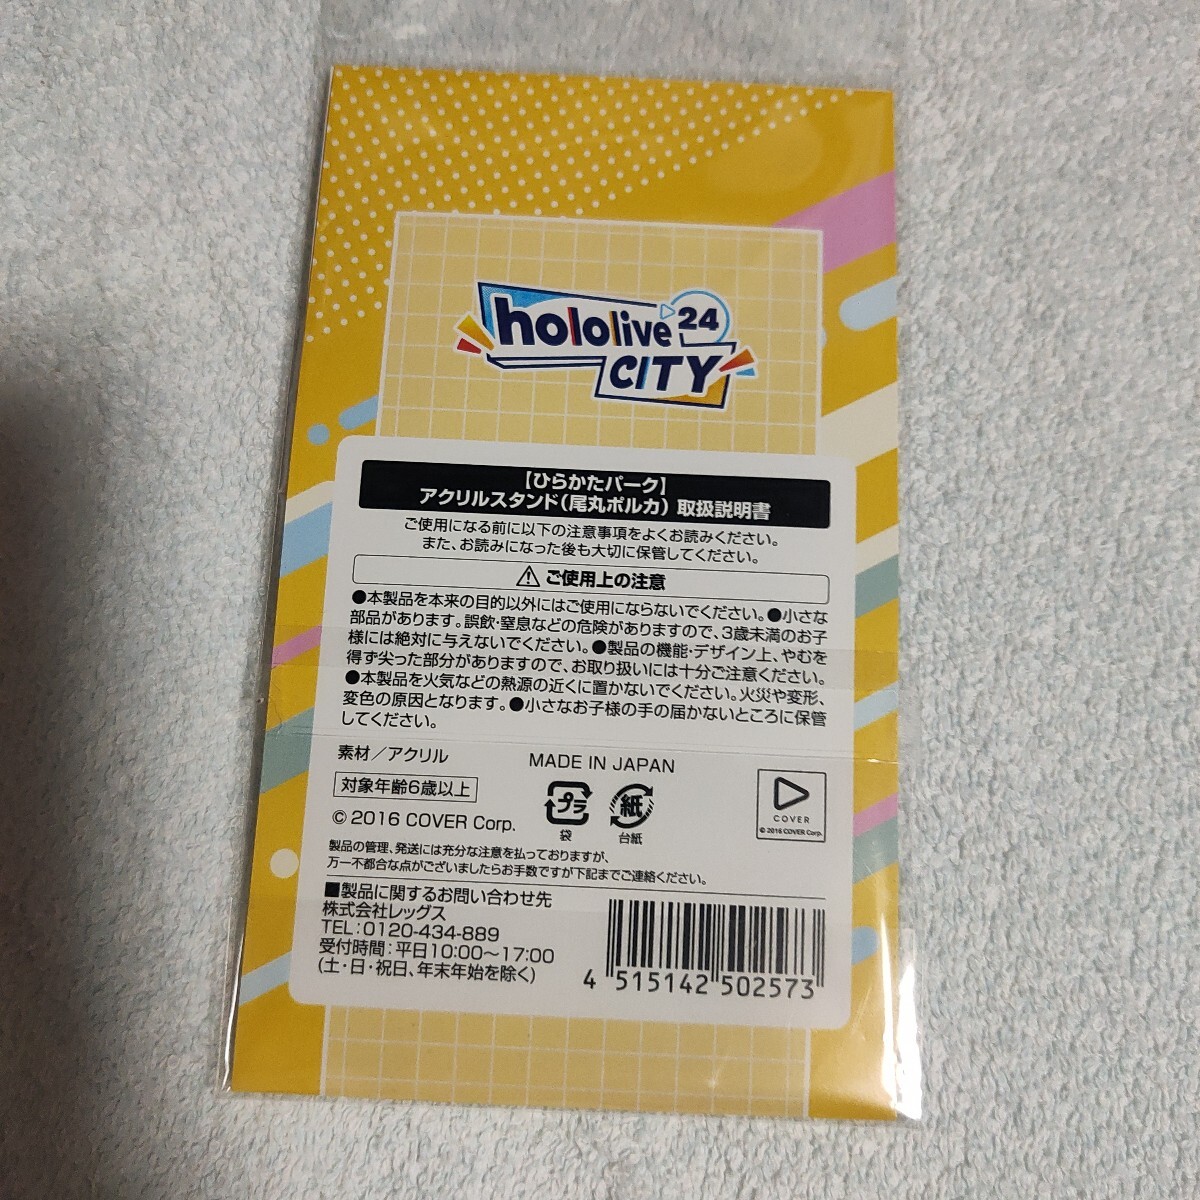 hololive 24
CITY
【ひらかたパーク】
アクリルスタンド(尾丸ポルカ) 取扱説明書
ご使用になる前に以下の注意事項をよくお読みください。
また、お読みになった後も大切に保管してください。
⚠ ご使用上の注意
●本製品を本来の目的以外にはご使用にならないでください。●小さな
部品があります。誤飲・窒息などの危険がありますので、3歳未満のお子
様には絶対に与えないでください。●製品の機能・デザイン上、やむを
得ず尖った部分がありますので、お取り扱いには十分ご注意ください。
●本製品を火気などの熱源の近くに置かないでください。火災や変形、
変色の原因となります。●小さなお子様の手の届かないところに保管
してください。
素材/アクリル
MADE IN JAPAN
対象年齢6歳以上
プラ
袋
紙
台紙
COVER
© 2016 COVER Corp.
© 2016 COVER Corp.
製品の管理、発送には充分な注意を払っておりますが、
万一不都合な点がございましたらお手数ですが下記までご連絡ください。
■製品に関するお問い合わせ先
株式会社レッグス
TEL:0120-434-889
受付時間:平日10:00〜17:00
(土・日・祝日、年末年始を除く)
4 515142 502573